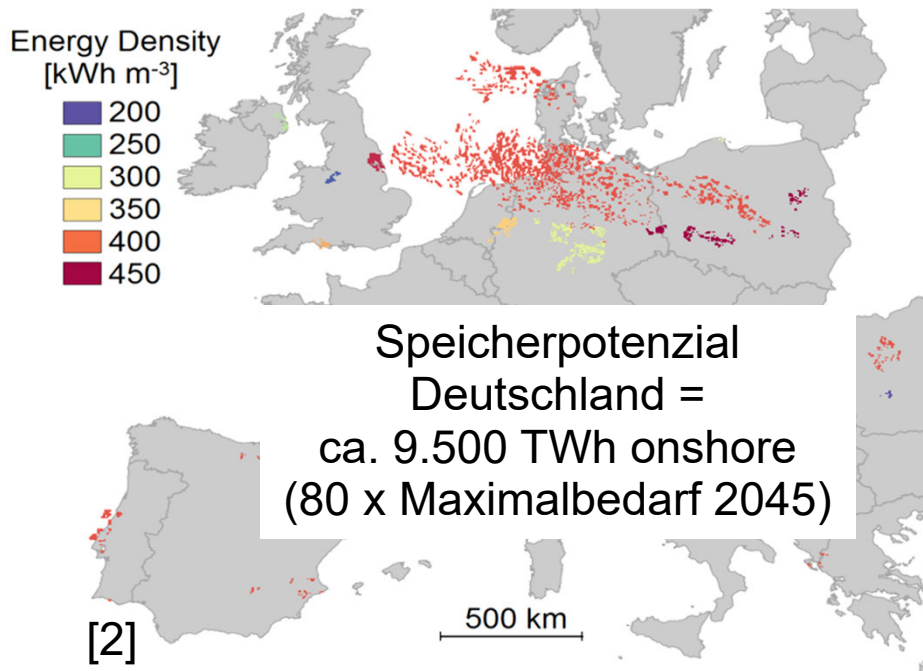 Energy Density
[kWh m⁻³]
200
250
300
350
400
450
Speicherpotenzial
Deutschland =
ca. 9.500 TWh onshore
(80 x Maximalbedarf 2045)
500 km
[2]